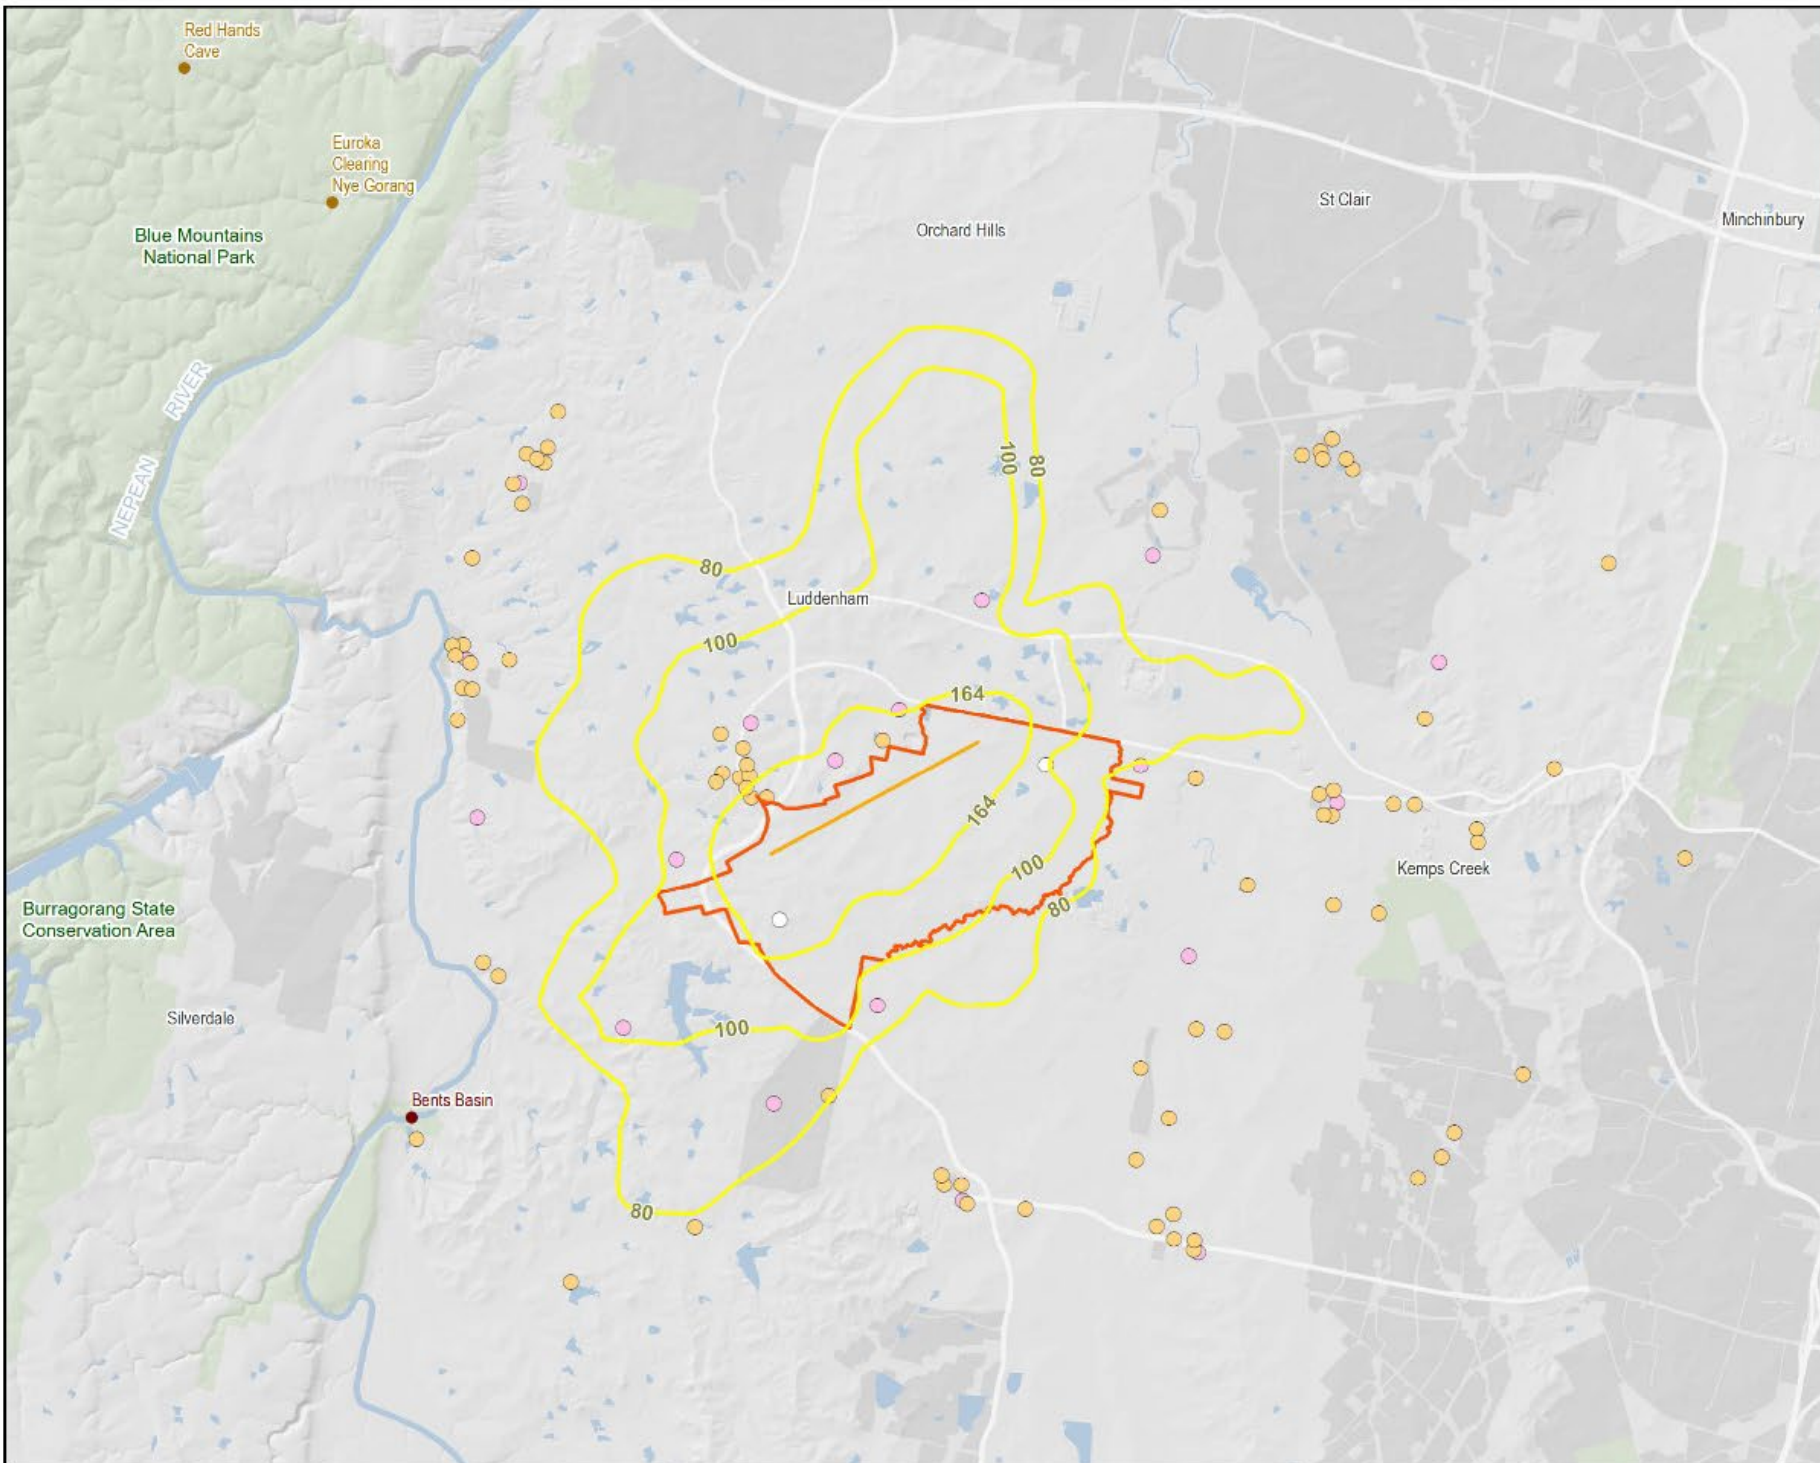 Red Hands
Cave
Euroka
Clearing
Nye Gorang
Blue Mountains
National Park
Orchard Hills
St Clair
Minchinbury
NEPEAN
RIVER
100
80
80
Luddenham
100
164
164
100
80
Kemps Creek
Burragorang State
Conservation Area
Silverdale
100
Bents Basin
80